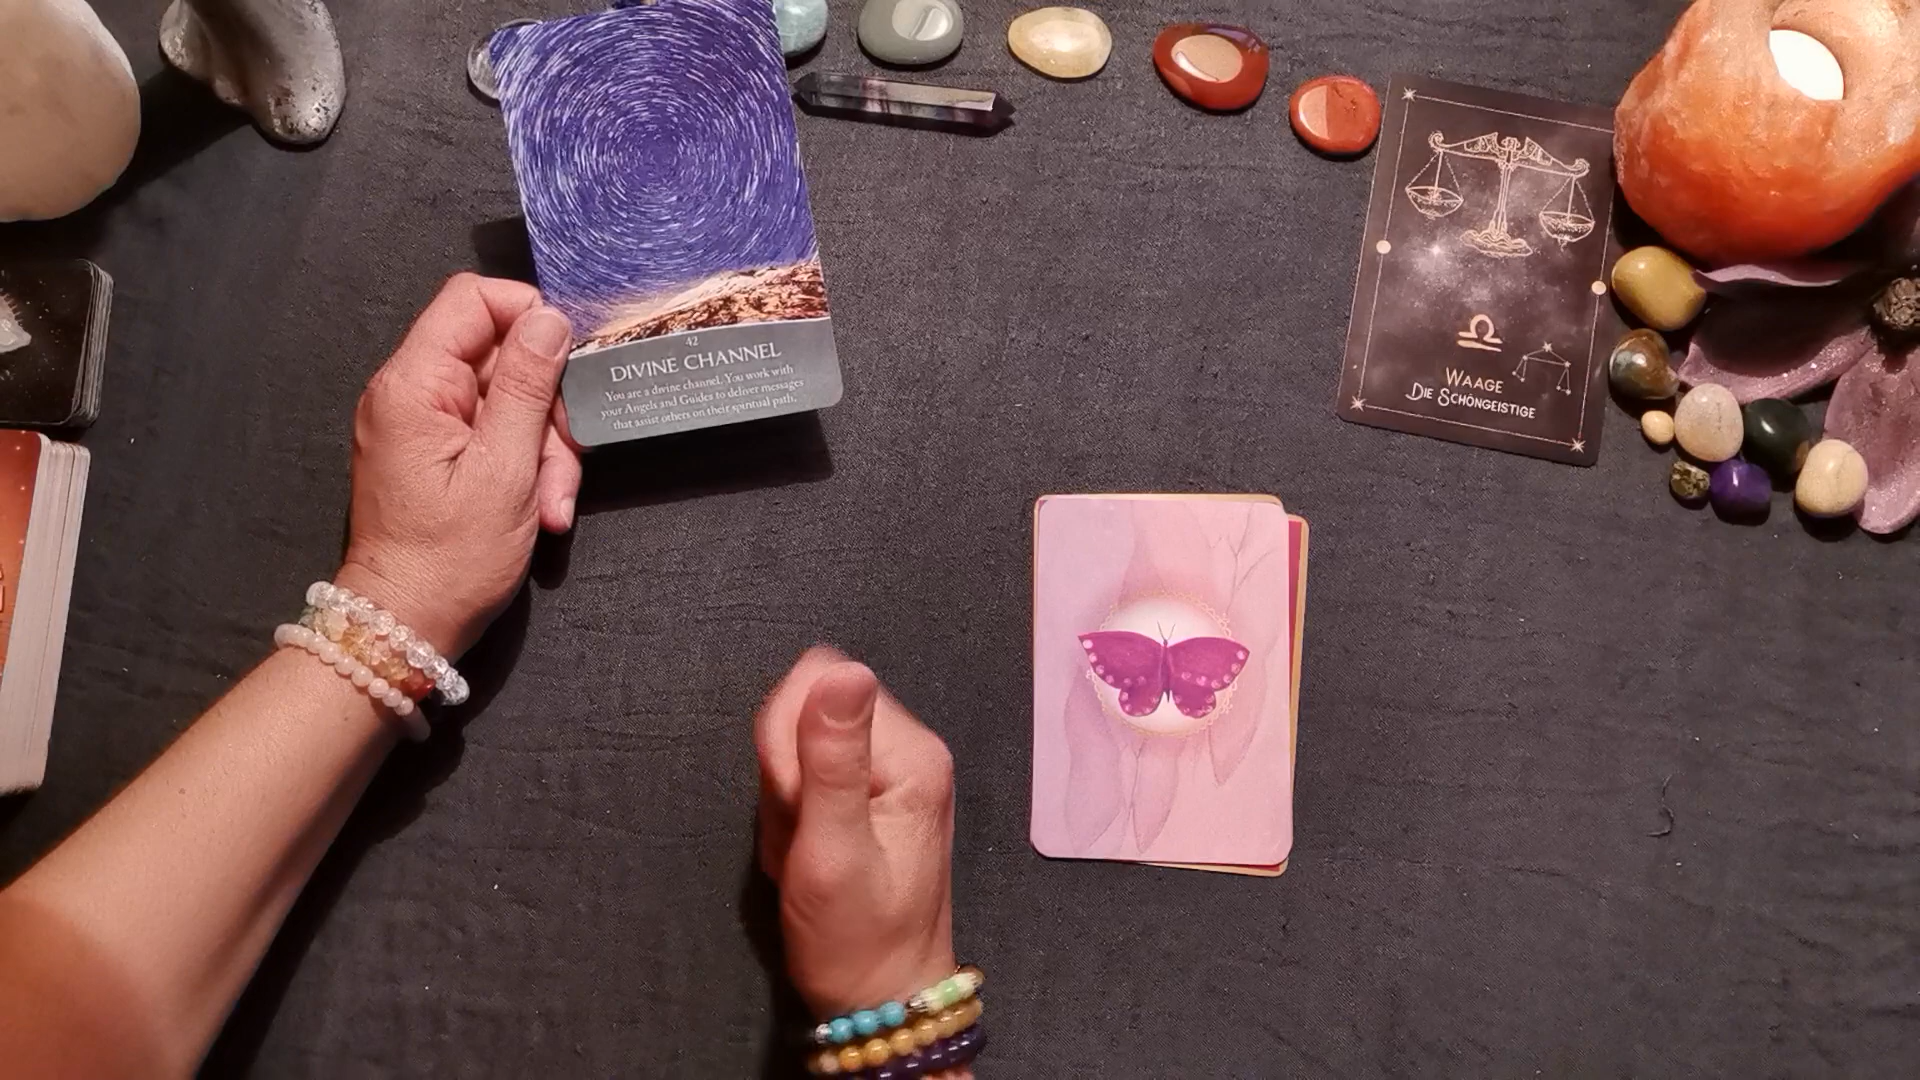 42
DIVINE CHANNEL
You are a divine channel. You work with
your Angels and Guides to deliver messages
that assist others on their spiritual path.
WAAGE
DIE SCHÖNGEISTIGE